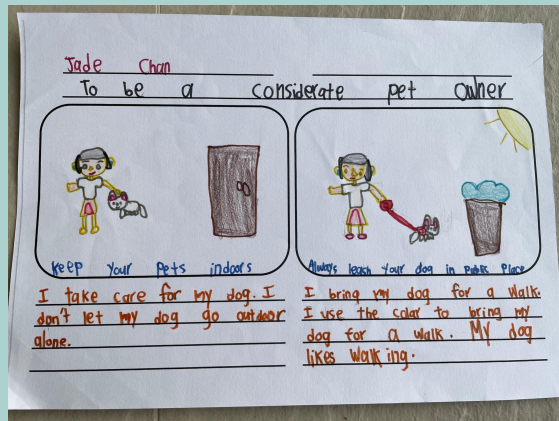 Jade Chan
To be a considerate pet owner
keep your pets indoors
Always leash your dog in public place
I take care for my dog. I
don't let my dog go outdoor
alone.
I bring my dog for a walk.
I use the colar to bring my
dog for a walk. My dog
likes walking.